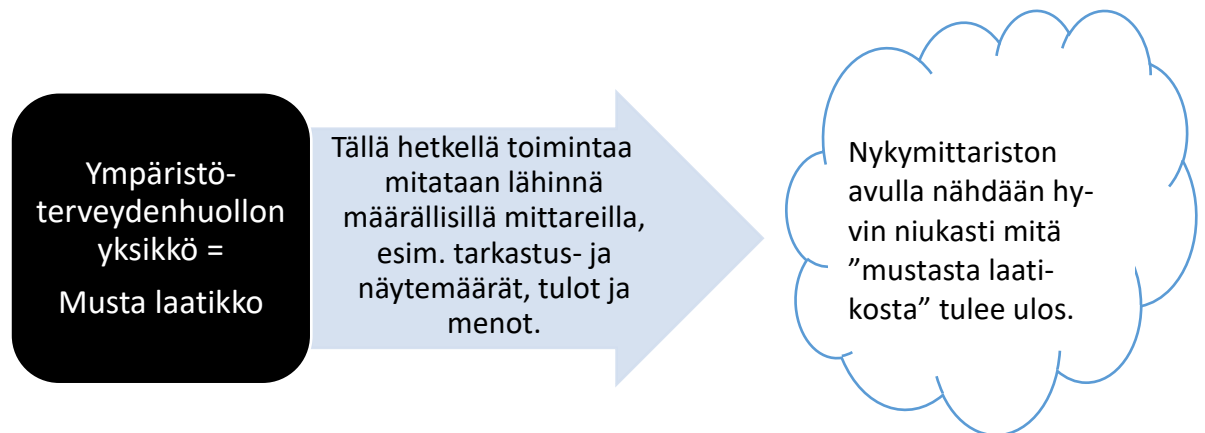 Ympäristö-
terveydenhuollon
yksikkö =
Musta laatikko
Tällä hetkellä toimintaa
mitataan lähinnä
määrällisillä mittareilla,
esim. tarkastus- ja
näytemäärät, tulot ja
menot.
Nykymittariston
avulla nähdään hy-
vin niukasti mitä
”mustasta laati-
kosta” tulee ulos.